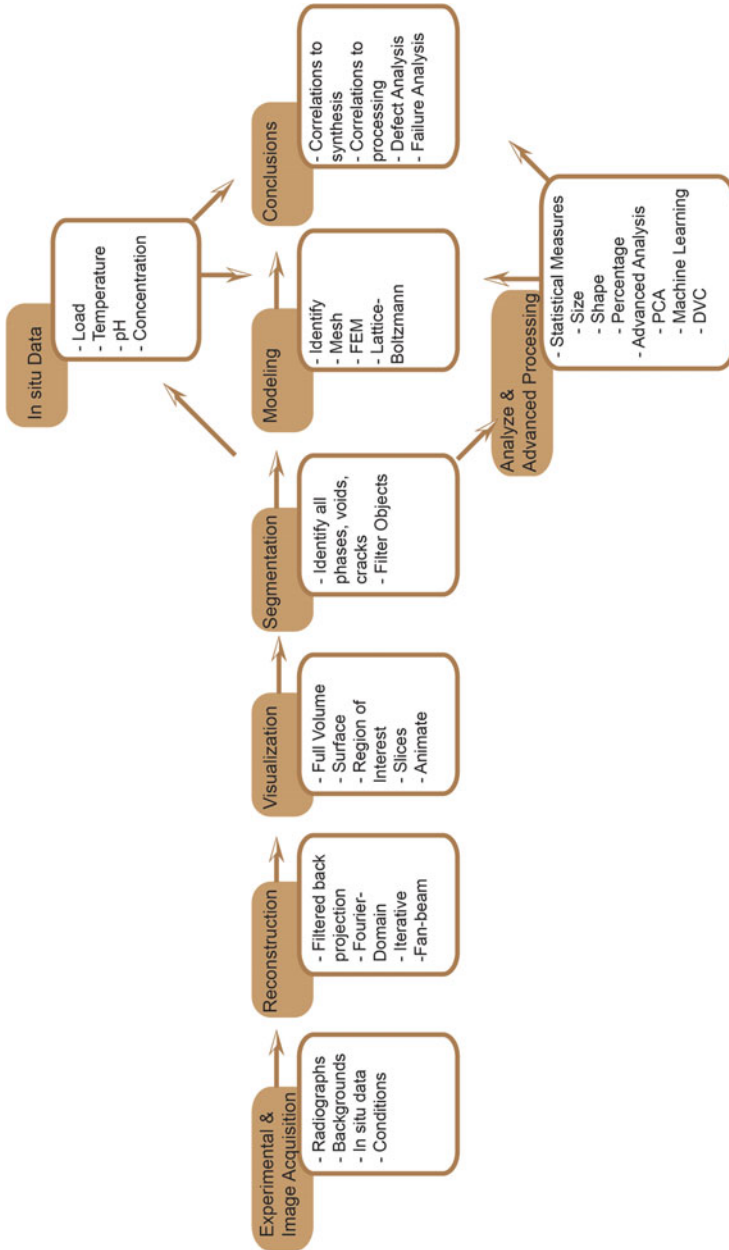 Experimental &
Image Acquisition
- Radiographs
- Backgrounds
- In situ data
- Conditions
Reconstruction
- Filtered back
projection
- Fourier-
Domain
- Iterative
-Fan-beam
Visualization
- Full Volume
- Surface
- Region of
Interest
- Slices
- Animate
Segmentation
- Identify all
phases, voids,
cracks
- Filter Objects
In situ Data
- Load
- Temperature
- pH
- Concentration
Modeling
- Identify
- Mesh
- FEM
- Lattice-
Boltzmann
Analyze &
Advanced Processing
- Statistical Measures
- Size
- Shape
- Percentage
- Advanced Analysis
- PCA
- Machine Learning
- DVC
Conclusions
- Correlations to
synthesis
- Correlations to
processing
- Defect Analysis
- Failure Analysis